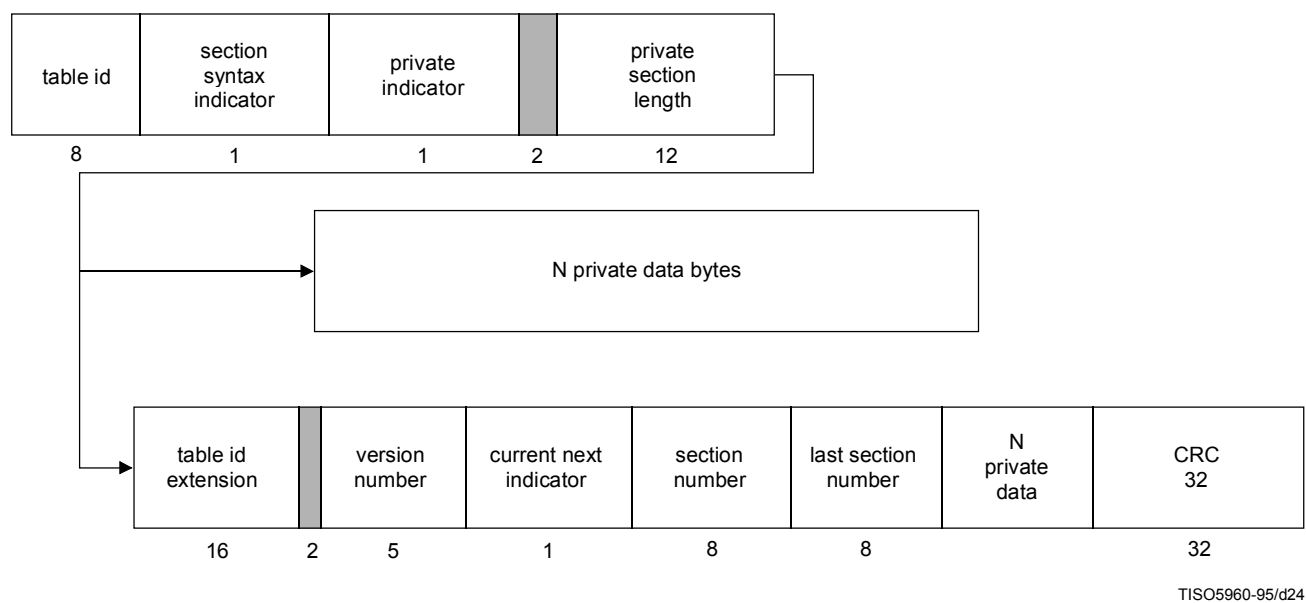 table id
section
syntax
indicator
private
indicator
private
section
length
8
1
1
2
12
N private data bytes
table id
extension
version
number
current next
indicator
section
number
last section
number
N
private
data
CRC
32
16
2
5
1
8
8
32
TISO5960-95/d24